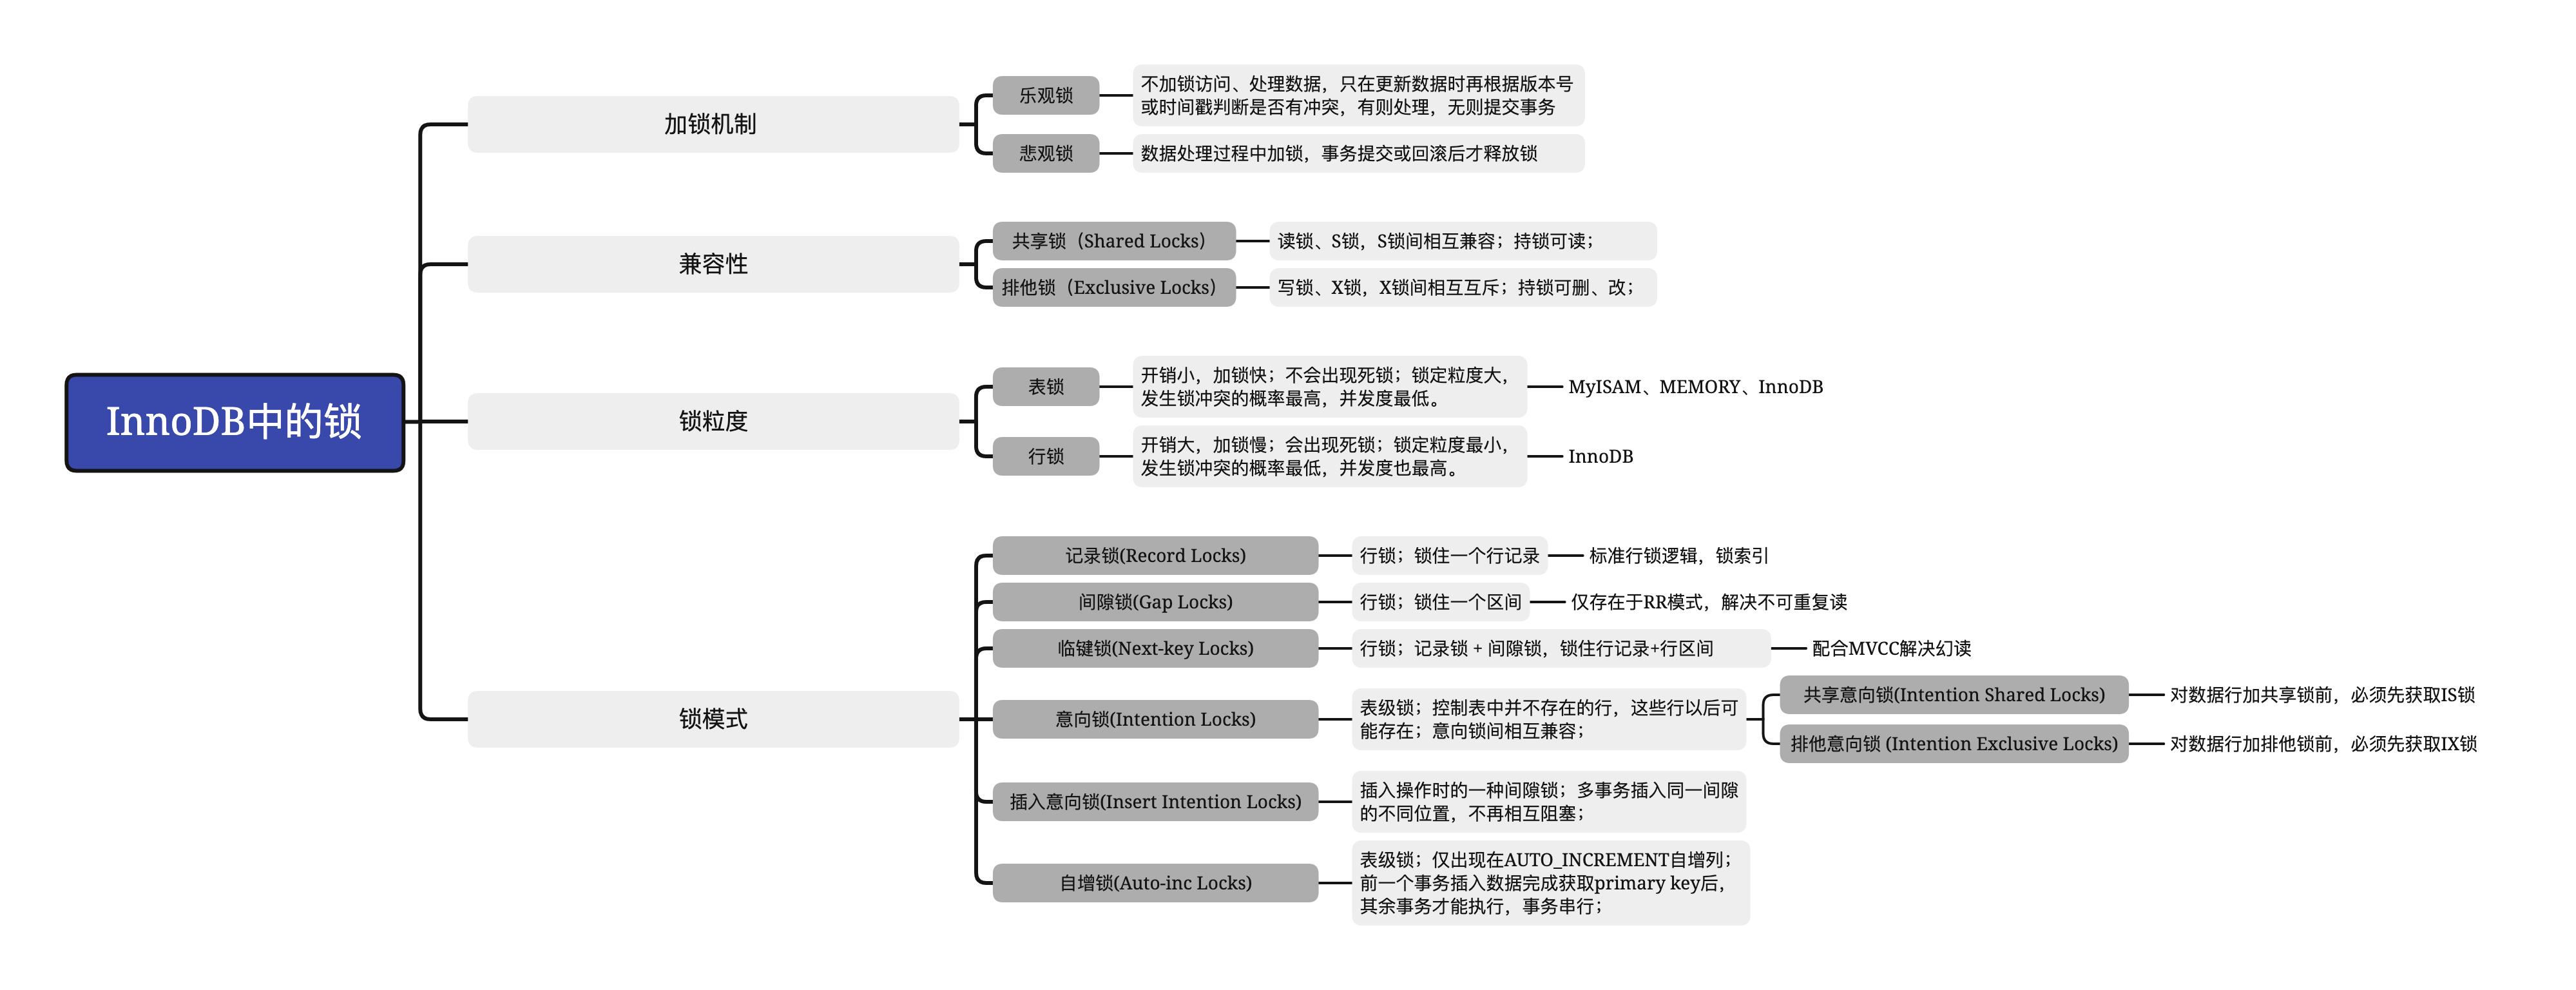 InnoDB中的锁
加锁机制
乐观锁
不加锁访问、处理数据，只在更新数据时再根据版本号
或时间戳判断是否有冲突，有则处理，无则提交事务
悲观锁
数据处理过程中加锁，事务提交或回滚后才释放锁
兼容性
共享锁（Shared Locks）
读锁、S锁，S锁间相互兼容；持锁可读；
排他锁（Exclusive Locks）
写锁、X锁，X锁间相互互斥；持锁可删、改；
锁粒度
表锁
开销小，加锁快；不会出现死锁；锁定粒度大，
发生锁冲突的概率最高，并发度最低。
MyISAM、MEMORY、InnoDB
行锁
开销大，加锁慢；会出现死锁；锁定粒度最小，
发生锁冲突的概率最低，并发度也最高。
InnoDB
锁模式
记录锁(Record Locks)
行锁；锁住一个行记录
标准行锁逻辑，锁索引
间隙锁(Gap Locks)
行锁；锁住一个区间
仅存在于RR模式，解决不可重复读
临键锁(Next-key Locks)
行锁；记录锁 + 间隙锁，锁住行记录+行区间
配合MVCC解决幻读
意向锁(Intention Locks)
表级锁；控制表中并不存在的行，这些行以后可
能存在；意向锁间相互兼容；
共享意向锁(Intention Shared Locks)
对数据行加共享锁前，必须先获取IS锁
排他意向锁 (Intention Exclusive Locks)
对数据行加排他锁前，必须先获取IX锁
插入意向锁(Insert Intention Locks)
插入操作时的一种间隙锁；多事务插入同一间隙
的不同位置，不再相互阻塞；
自增锁(Auto-inc Locks)
表级锁；仅出现在AUTO_INCREMENT自增列；
前一个事务插入数据完成获取primary key后，
其余事务才能执行，事务串行；